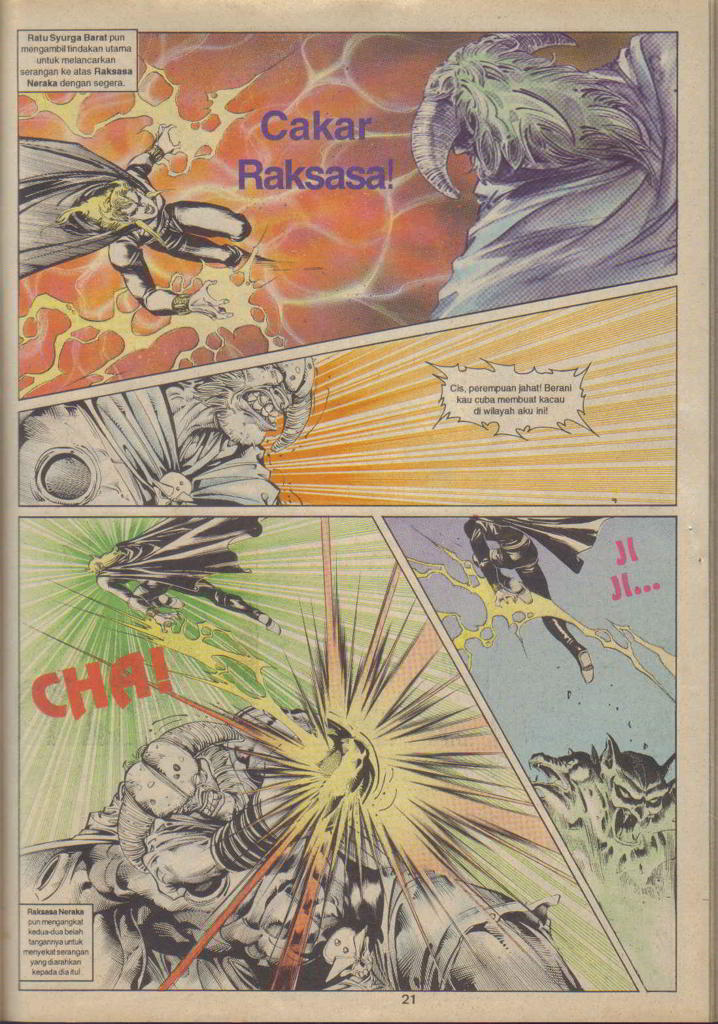 Ratu Syurga Barat pun
mengambil tindakan utama
untuk melancarkan
serangan ke atas Raksasa
Neraka dengan segera.
Cakar
Raksasa!
Cis, perempuan jahat! Berani
kau cuba membuat kacau
di wilayah aku ini!
CHA!
JI
JI...
Raksasa Neraka
pun mengangkat
kedua-dua belah
tangannya untuk
menyekat serangan
yang diarahkan
kepada dia itu!
21